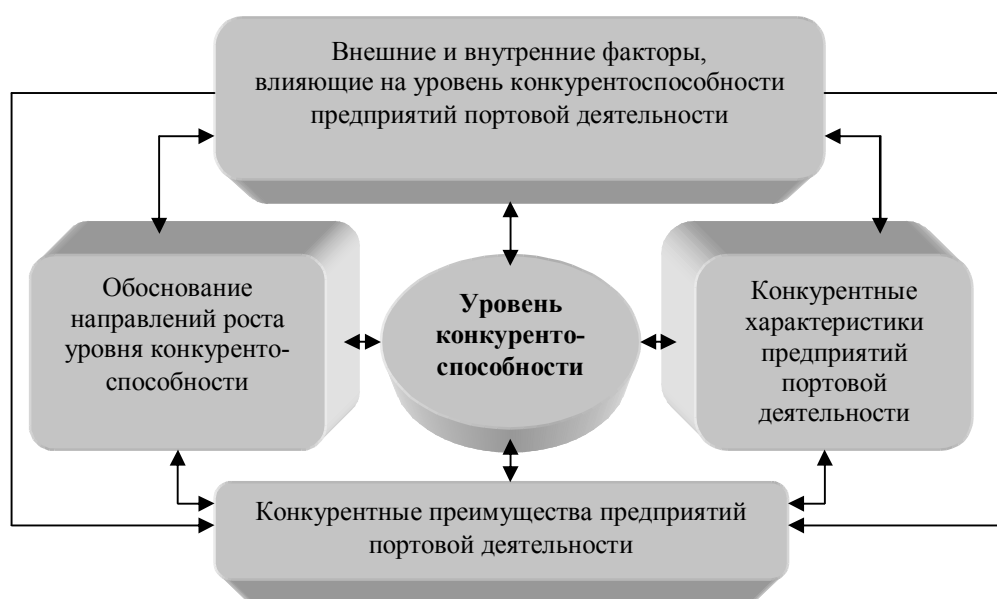 Внешние и внутренние факторы,
влияющие на уровень конкурентоспособности
предприятий портовой деятельности
Обоснование
направлений роста
уровня конкуренто-
способности
Уровень
конкуренто-
способности
Конкурентные
характеристики
предприятий
портовой
деятельности
Конкурентные преимущества предприятий
портовой деятельности